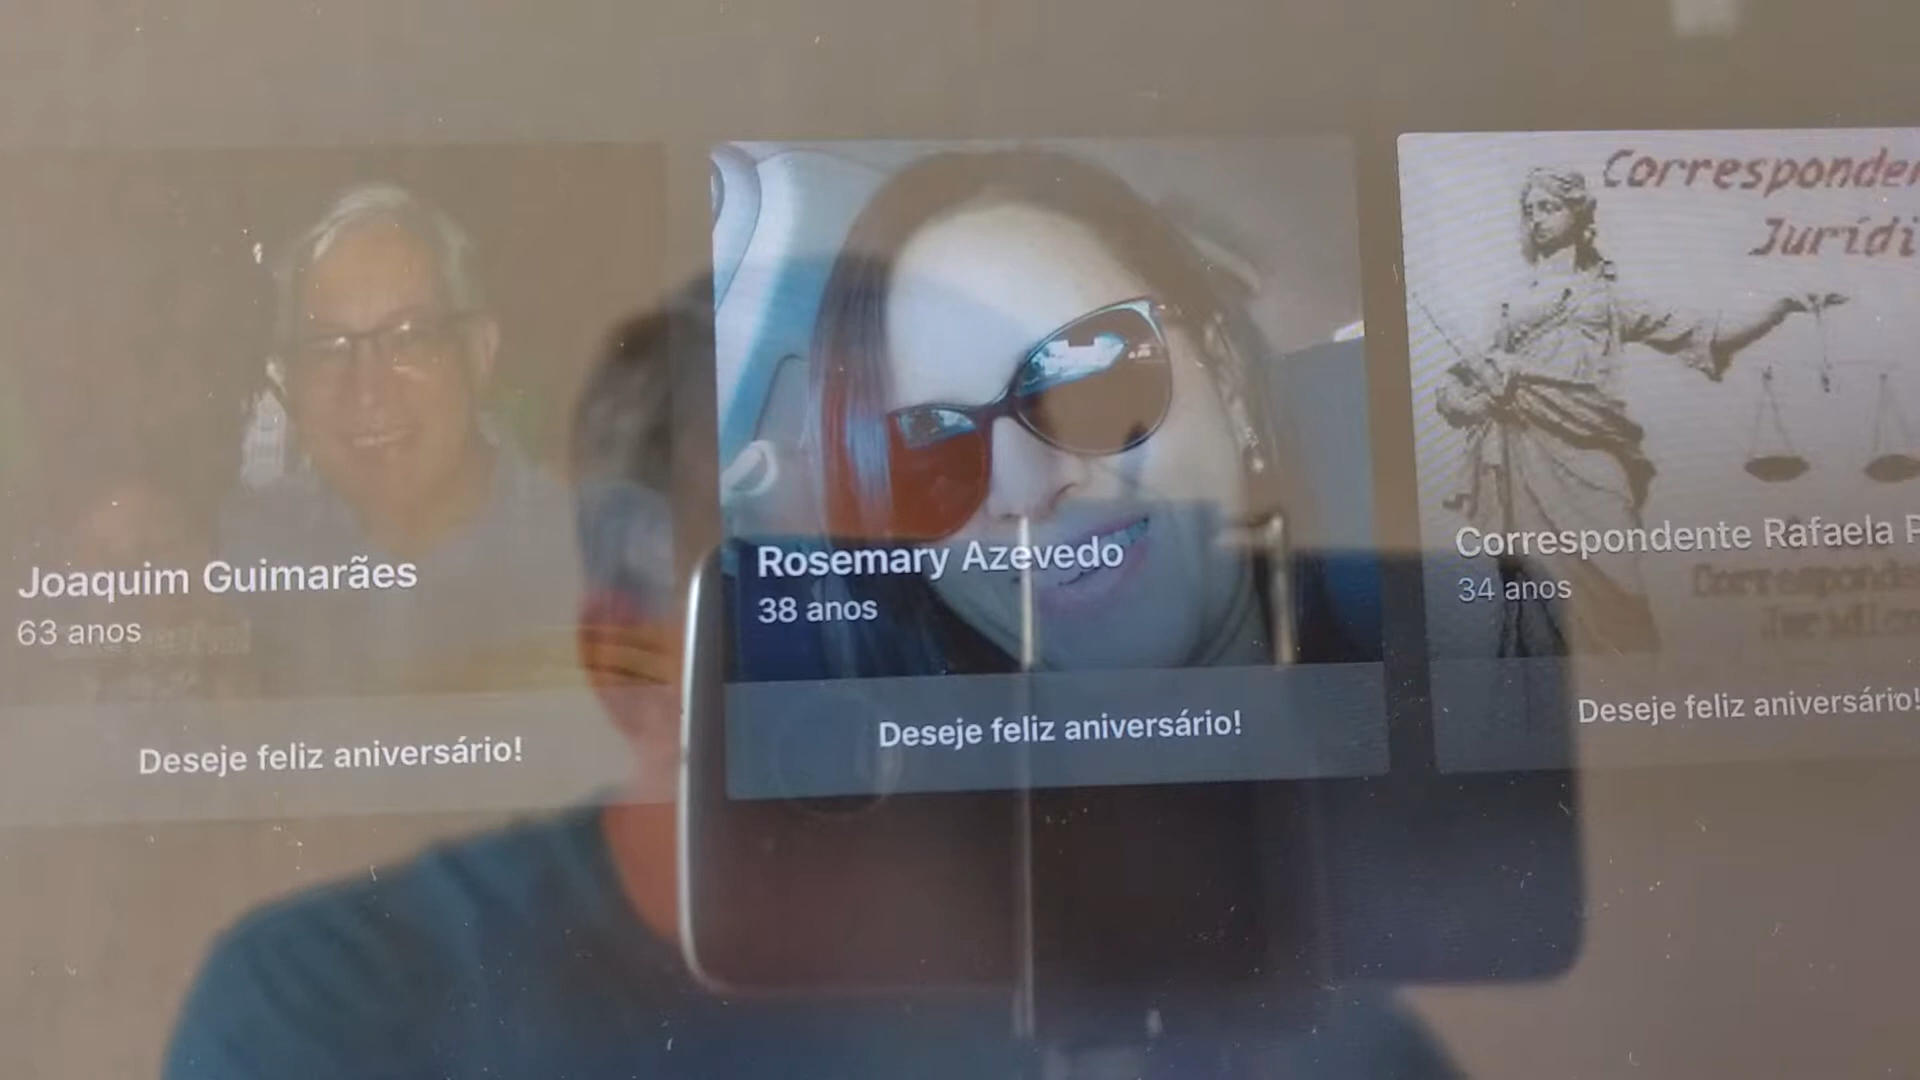 Joaquim Guimarães
63 anos
Deseje feliz aniversário!
Rosemary Azevedo
38 anos
Deseje feliz aniversário!
Corresponden
Jurídi
Correspondente Rafaela P
34 anos
Deseje feliz aniversário!